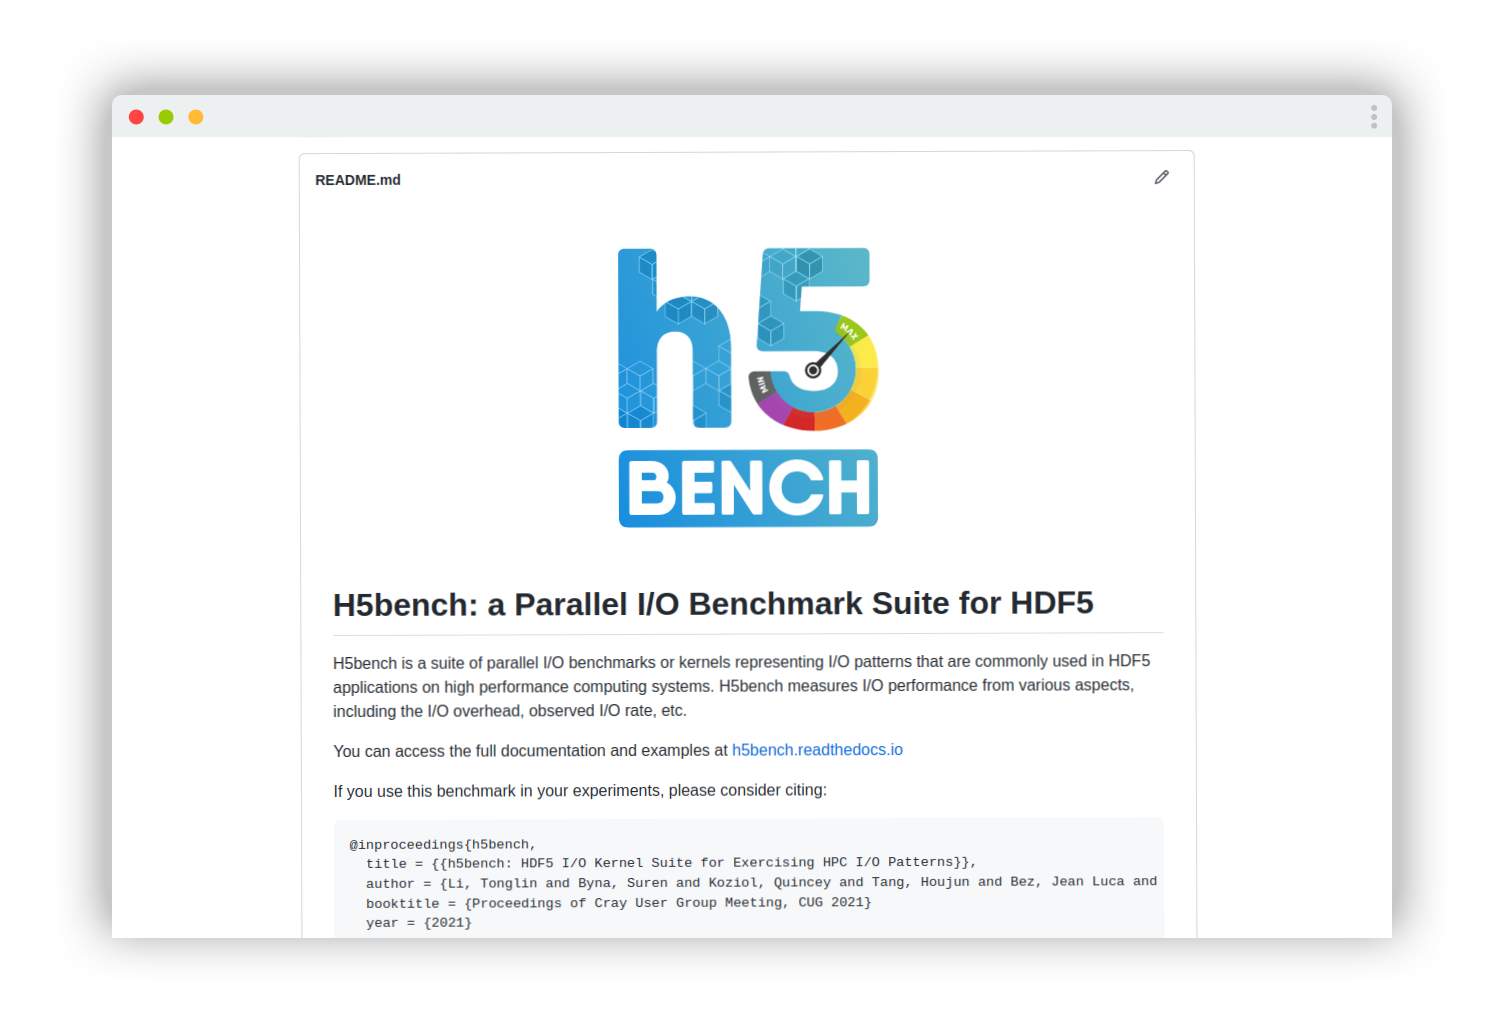 README.md
h5
MAX
MIN
BENCH
H5bench: a Parallel I/O Benchmark Suite for HDF5
H5bench is a suite of parallel I/O benchmarks or kernels representing I/O patterns that are commonly used in HDF5
applications on high performance computing systems. H5bench measures I/O performance from various aspects,
including the I/O overhead, observed I/O rate, etc.
You can access the full documentation and examples at h5bench.readthedocs.io
If you use this benchmark in your experiments, please consider citing:
@inproceedings{h5bench,
  title = {{h5bench: HDF5 I/O Kernel Suite for Exercising HPC I/O Patterns}},
  author = {Li, Tonglin and Byna, Suren and Koziol, Quincey and Tang, Houjun and Bez, Jean Luca and
  booktitle = {Proceedings of Cray User Group Meeting, CUG 2021}
  year = {2021}